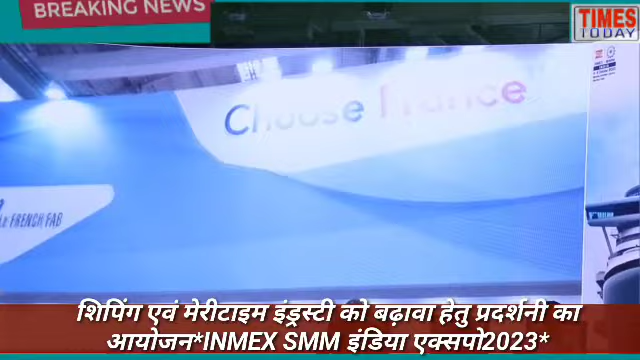 BREAKING NEWS
TIMES
TODAY
Choose France
FRENCH FAB
शिपिंग एवं मेरीटाइम इंड्रस्टी को बढ़ावा हेतु प्रदर्शनी का
आयोजन*INMEX SMM इंडिया एक्सपो2023*